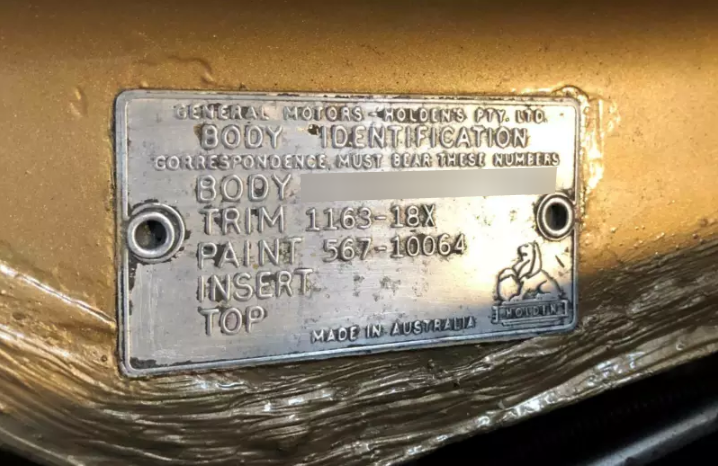 GENERAL MOTORS - HOLDEN'S PTY. LTD.
BODY IDENTIFICATION
CORRESPONDENCE MUST BEAR THESE NUMBERS
BODY
TRIM 1163-18X
PAINT 567-10064
INSERT
TOP
HOLDEN
MADE IN AUSTRALIA